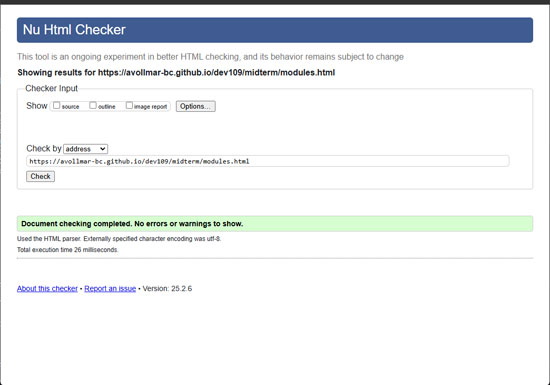 Nu Html Checker
This tool is an ongoing experiment in better HTML checking, and its behavior remains subject to change
Showing results for https://avollmar-bc.github.io/dev109/midterm/modules.html
Checker Input
Show source outline image report Options...
Check by address
https://avollmar-bc.github.io/dev109/midterm/modules.html
Check
Document checking completed. No errors or warnings to show.
Used the HTML parser. Externally specified character encoding was utf-8.
Total execution time 26 milliseconds.
About this checker • Report an issue • Version: 25.2.6